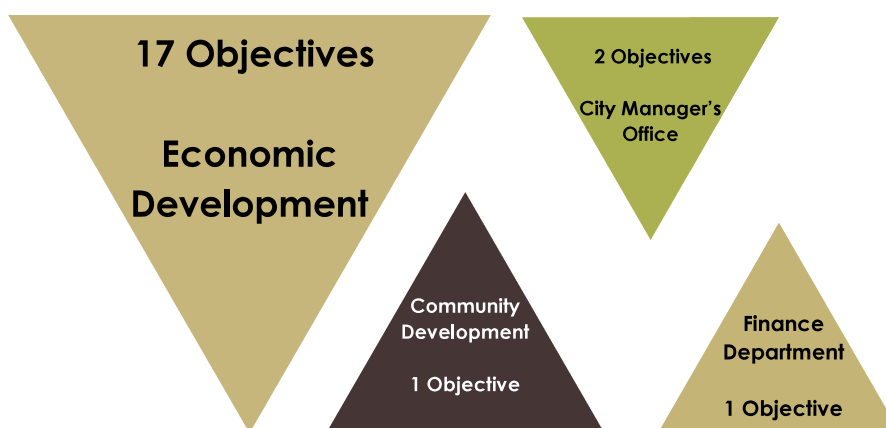 17 Objectives
Economic
Development
2 Objectives
City Manager's
Office
Community
Development
1 Objective
Finance
Department
1 Objective